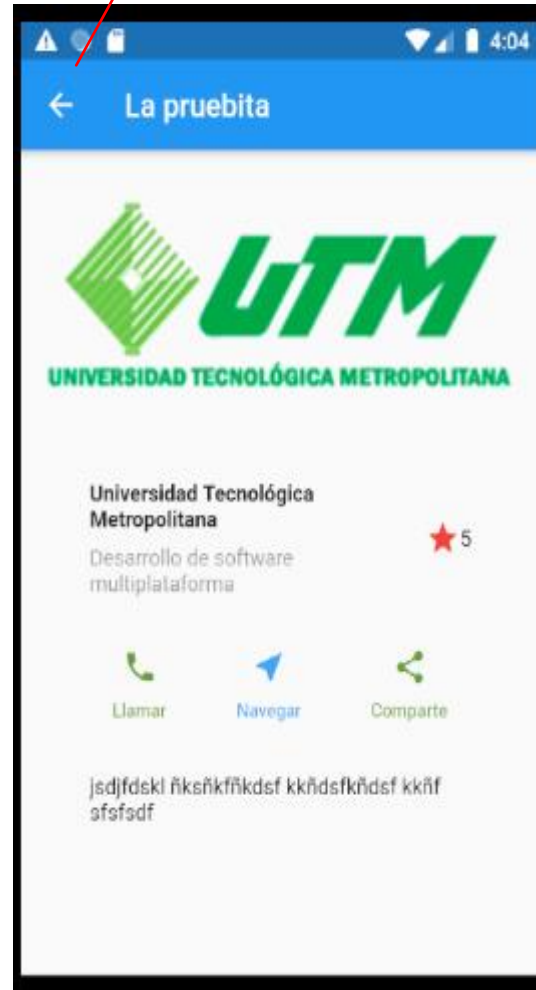 4:04
La pruebita
UTM
UNIVERSIDAD TECNOLÓGICA METROPOLITANA
Universidad Tecnológica
Metropolitana
5
Desarrollo de software
multiplataforma
Llamar Navegar Comparte
jsdjfdskl ñksñkfñkdsf kkñdsfkñdsf kkñf
sfsfsdf